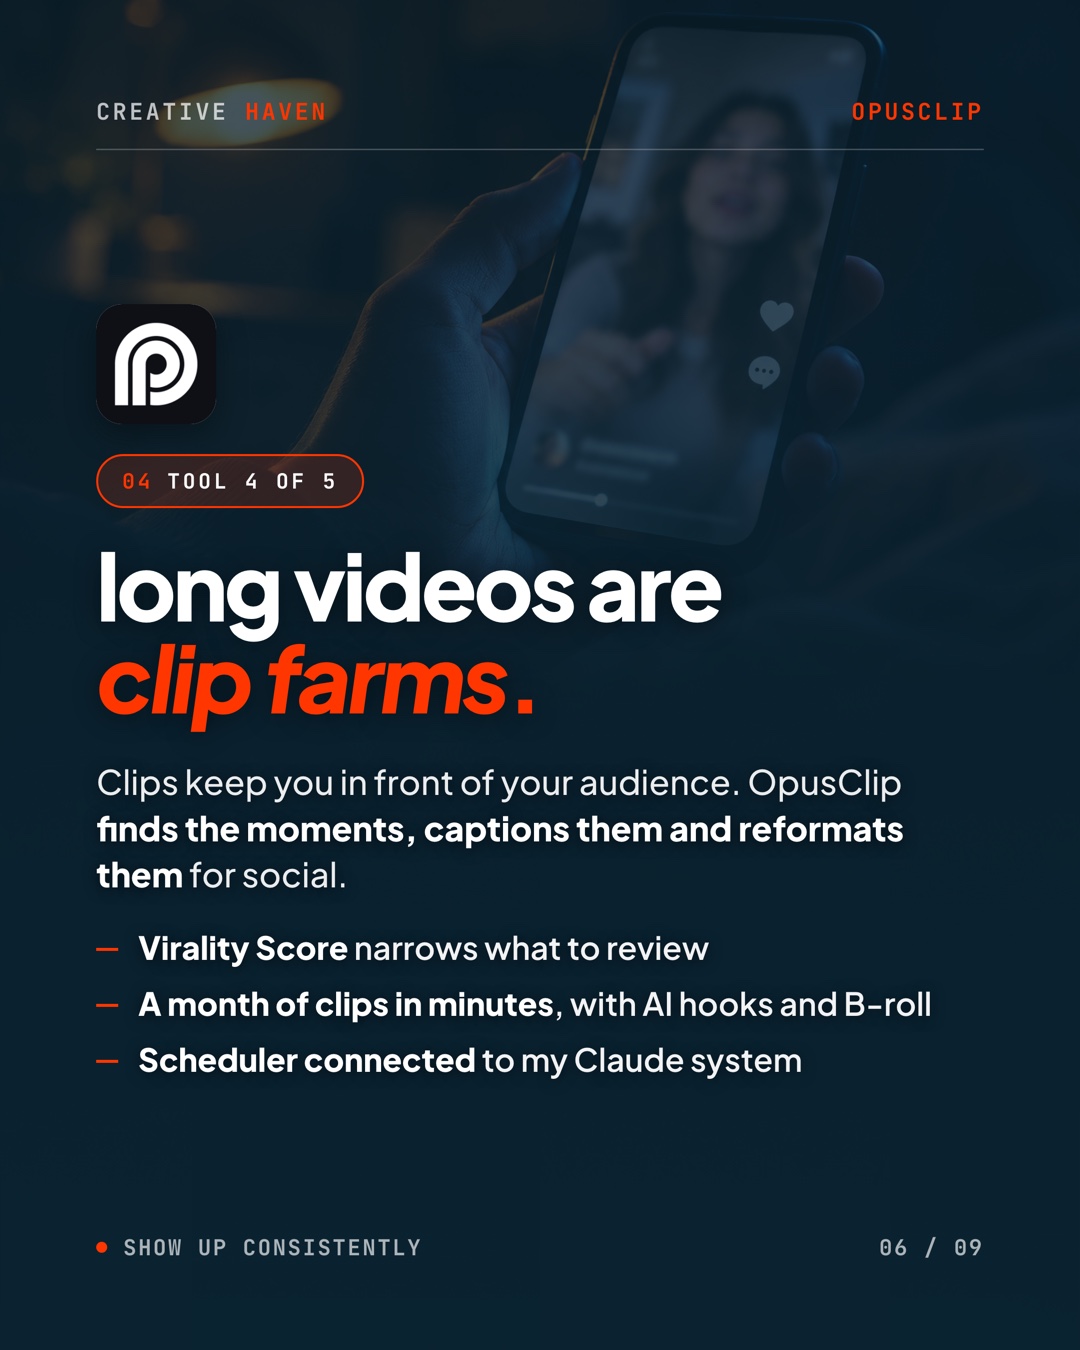 CREATIVE HAVEN
OPUSCLIP
04 TOOL 4 OF 5
long videos are
clip farms.
Clips keep you in front of your audience. OpusClip
finds the moments, captions them and reformats
them for social.
— Virality Score narrows what to review
— A month of clips in minutes, with AI hooks and B-roll
— Scheduler connected to my Claude system
SHOW UP CONSISTENTLY
06 / 09